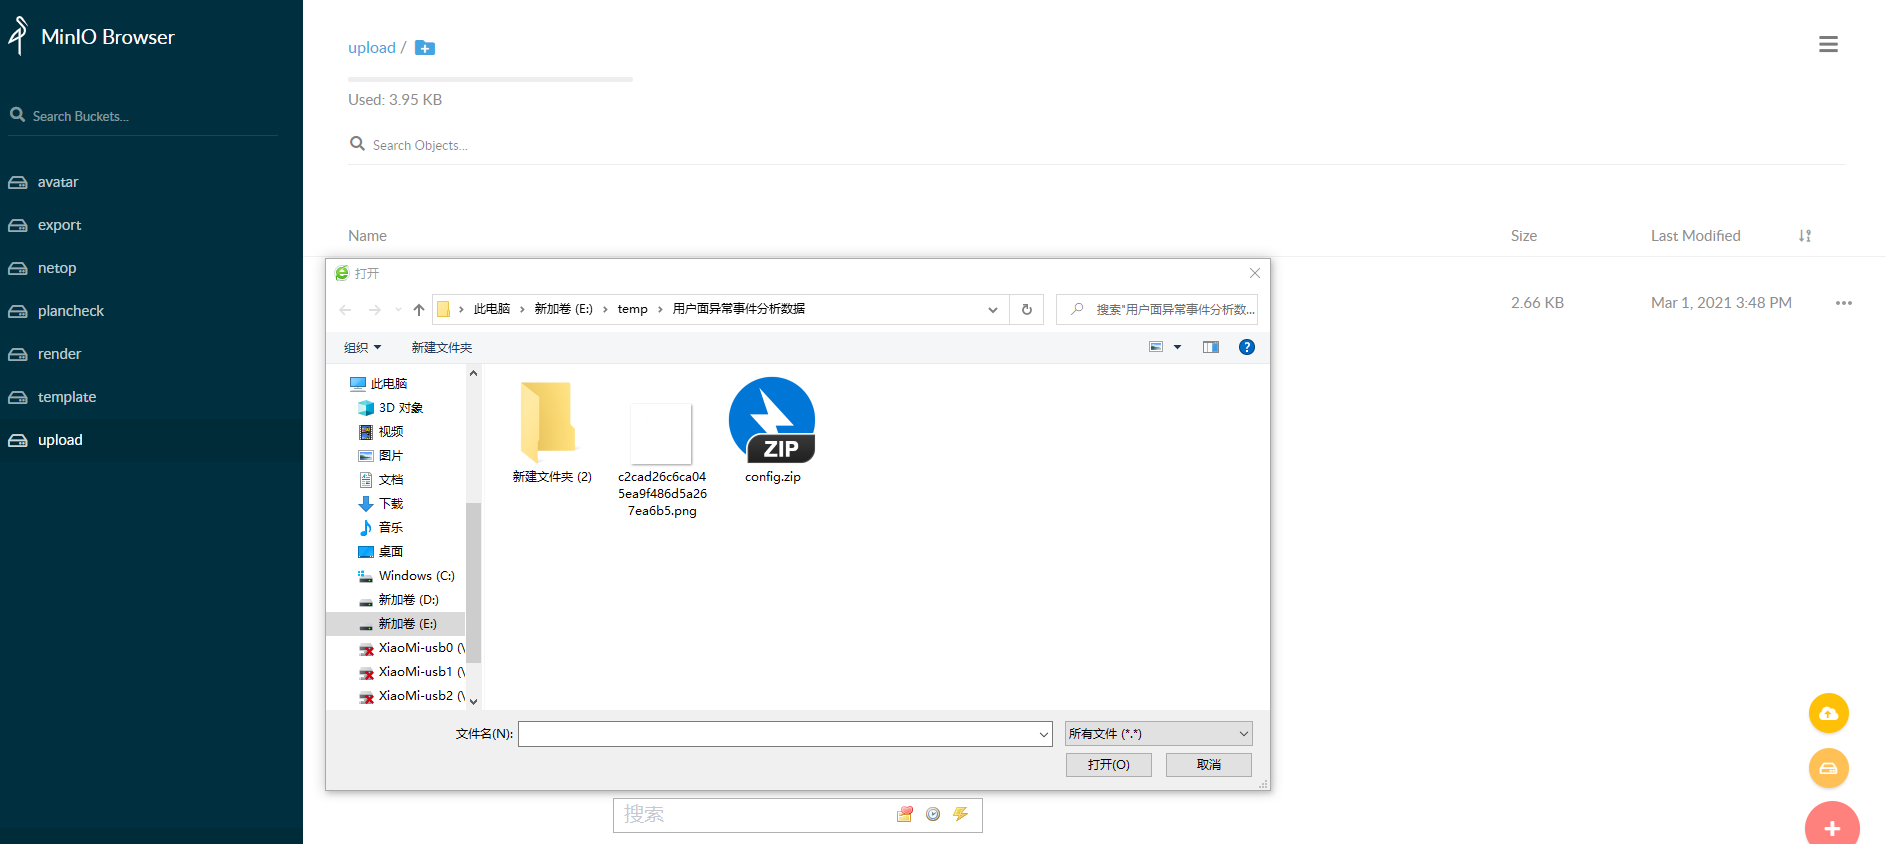 MinIO Browser
Search Buckets...
avatar
export
netop
plancheck
render
template
upload
upload /
Used: 3.95 KB
Search Objects...
Name
Size
Last Modified
2.66 KB
Mar 1, 2021 3:48 PM
打开
此电脑 › 新加卷 (E:) › temp › 用户面异常事件分析数据
搜索"用户面异常事件分析数...
组织
新建文件夹
此电脑
3D 对象
视频
图片
文档
下载
音乐
桌面
Windows (C:)
新加卷 (D:)
新加卷 (E:)
XiaoMi-usb0 (\
XiaoMi-usb1 (\
XiaoMi-usb2 (\
新建文件夹 (2)
c2cad26c6ca04
5ea9f486d5a26
7ea6b5.png
ZIP
config.zip
文件名(N):
所有文件 (*.*)
打开(O)
取消
搜索